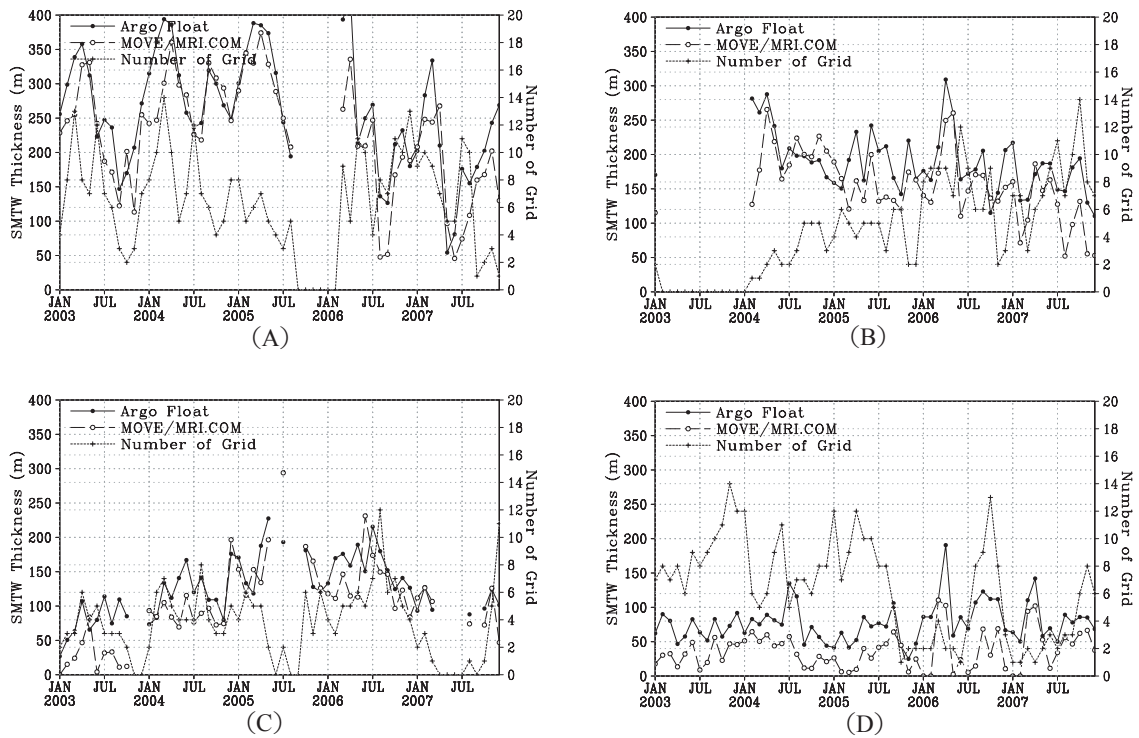 400
350
300
250
200
150
100
50
0
SMTW Thickness (m)
Argo Float
MOVE/MRI.COM
Number of Grid
20
18
16
14
12
10
8
6
4
2
0
Number of Grid
JAN JUL JAN JUL JAN JUL JAN JUL JAN JUL
2003 2004 2005 2006 2007
(A)
400
350
300
250
200
150
100
50
0
SMTW Thickness (m)
Argo Float
MOVE/MRI.COM
Number of Grid
20
18
16
14
12
10
8
6
4
2
0
Number of Grid
JAN JUL JAN JUL JAN JUL JAN JUL JAN JUL
2003 2004 2005 2006 2007
(B)
400
350
300
250
200
150
100
50
0
SMTW Thickness (m)
Argo Float
MOVE/MRI.COM
Number of Grid
20
18
16
14
12
10
8
6
4
2
0
Number of Grid
JAN JUL JAN JUL JAN JUL JAN JUL JAN JUL
2003 2004 2005 2006 2007
(C)
400
350
300
250
200
150
100
50
0
SMTW Thickness (m)
Argo Float
MOVE/MRI.COM
Number of Grid
20
18
16
14
12
10
8
6
4
2
0
Number of Grid
JAN JUL JAN JUL JAN JUL JAN JUL JAN JUL
2003 2004 2005 2006 2007
(D)